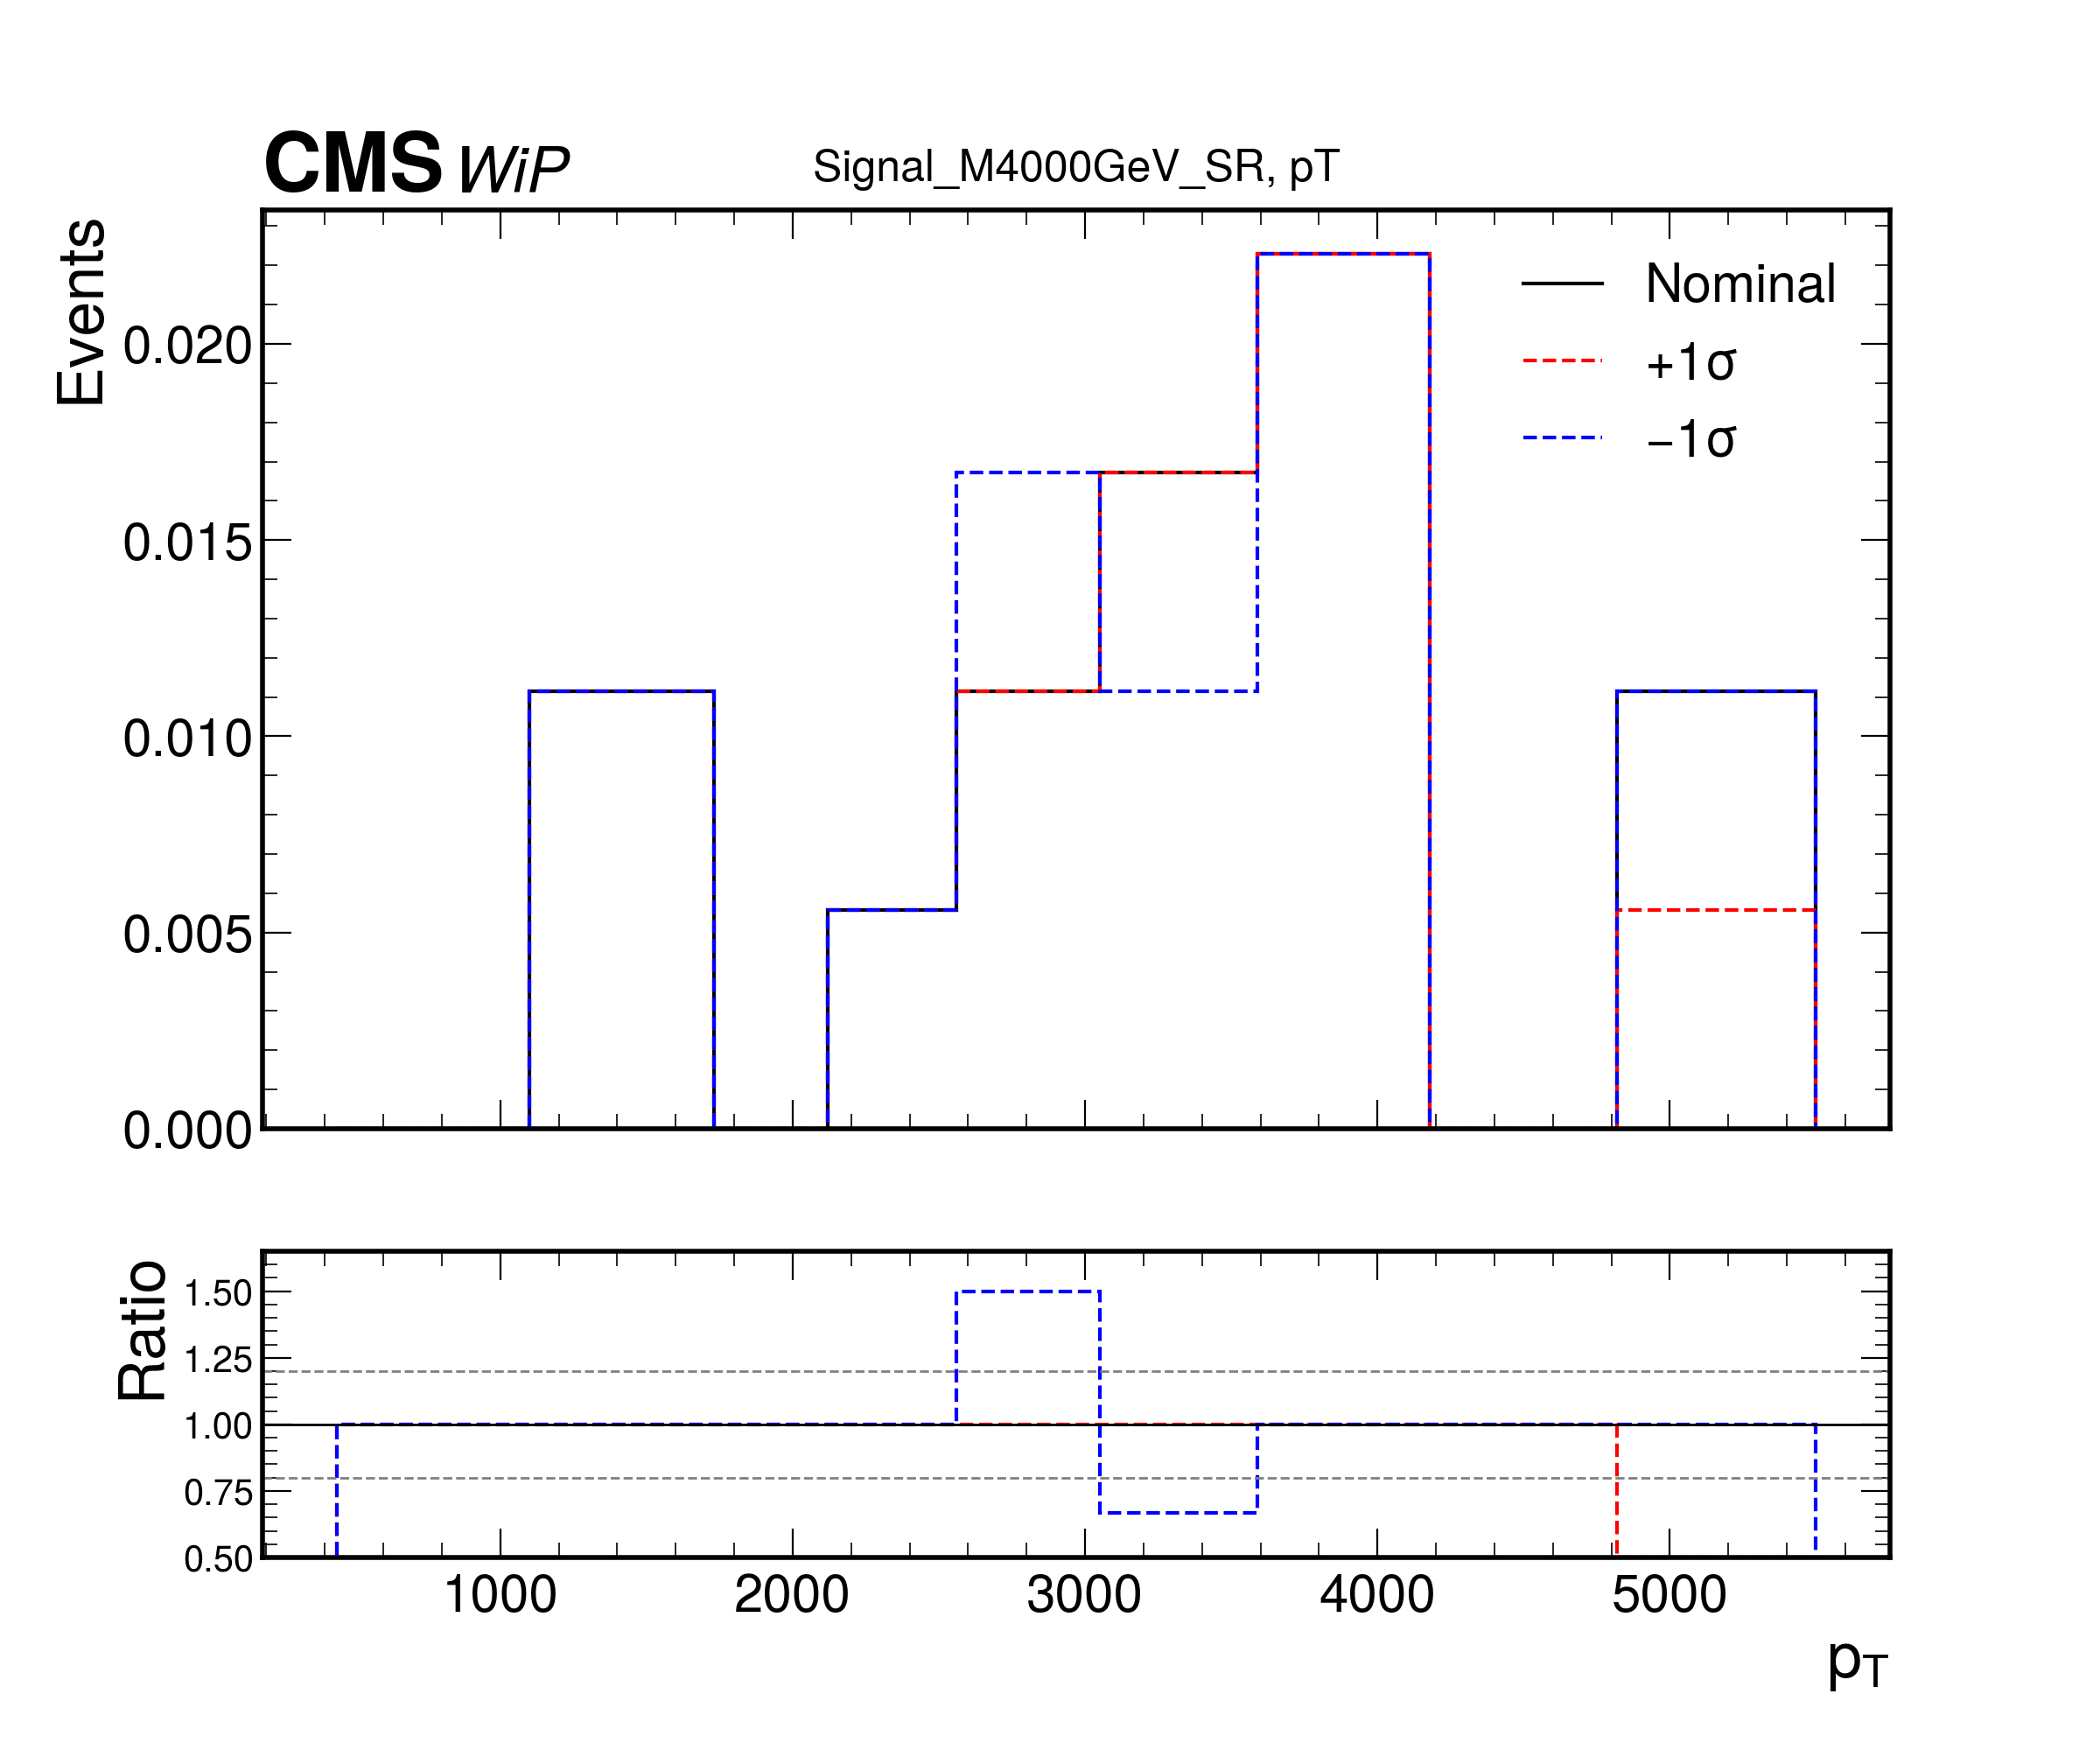 CMS WiP
Signal_M4000GeV_SR, pT
Events
0.020
0.015
0.010
0.005
0.000
Nominal
+1σ
−1σ
Ratio
1.50
1.25
1.00
0.75
0.50
1000 2000 3000 4000 5000
pT